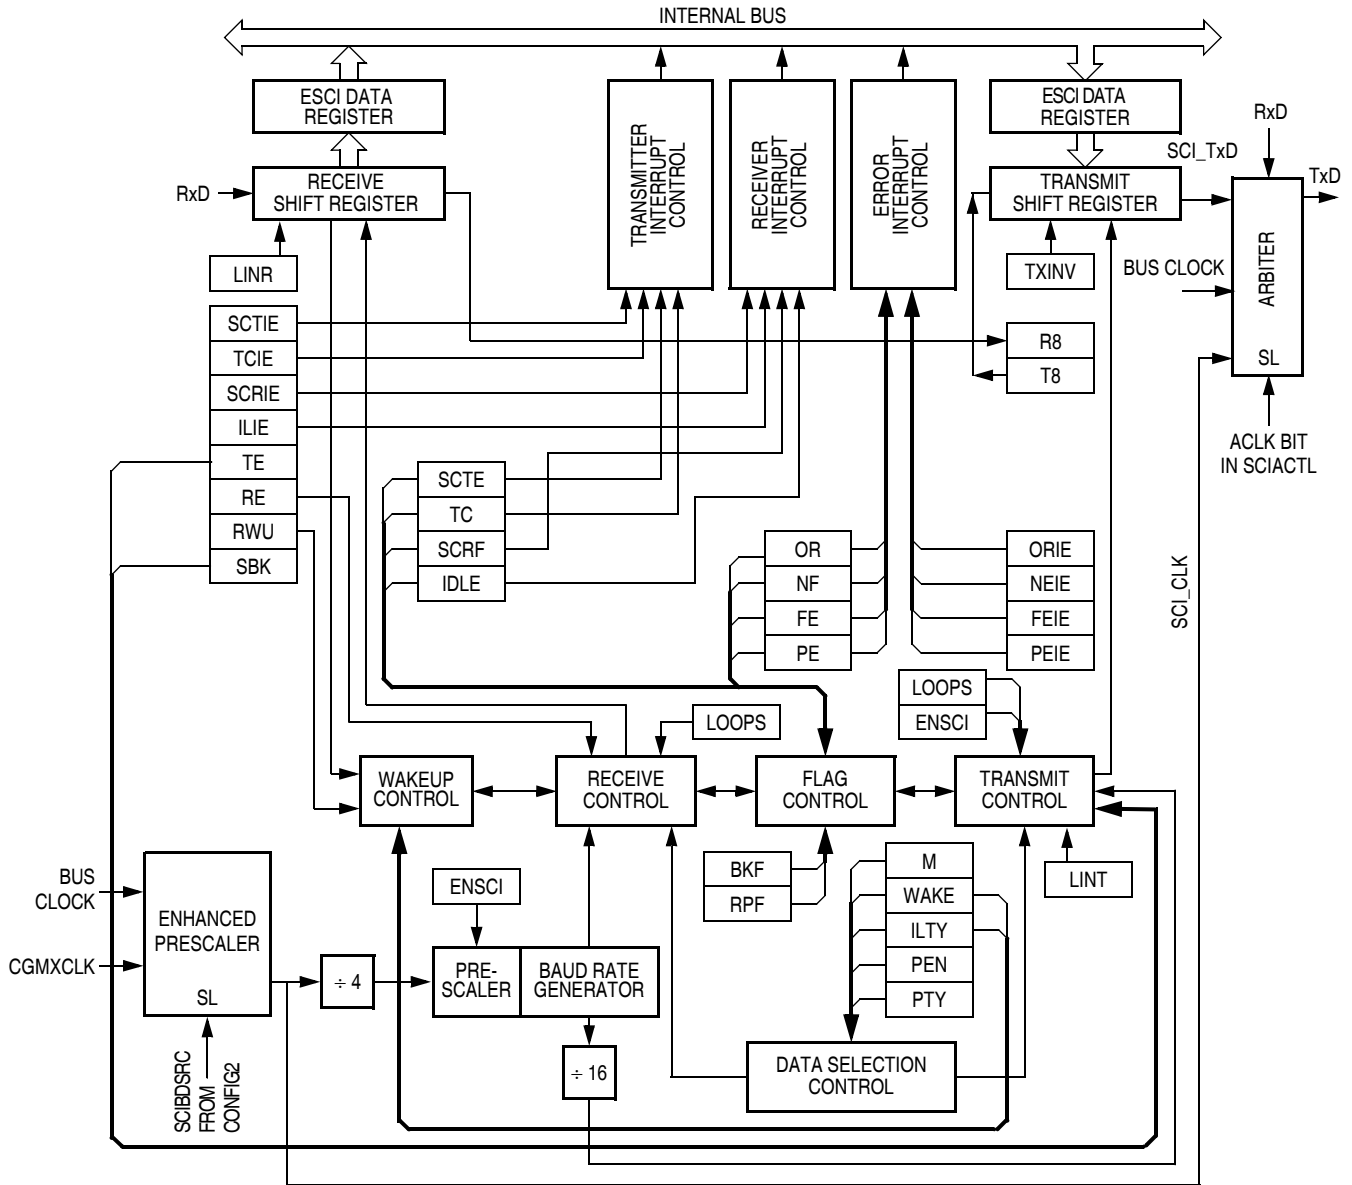 INTERNAL BUS
ESCI DATA
REGISTER
RECEIVE
SHIFT REGISTER
RxD
LINR
TRANSMITTER
INTERRUPT
CONTROL
RECEIVER
INTERRUPT
CONTROL
ERROR
INTERRUPT
CONTROL
ESCI DATA
REGISTER
TRANSMIT
SHIFT REGISTER
TXINV
SCI_TxD
RxD
TxD
BUS CLOCK
ARBITER
SL
ACLK BIT
IN SCIACTL
R8
T8
SCTIE
TCIE
SCRIE
ILIE
TE
RE
RWU
SBK
SCTE
TC
SCRF
IDLE
OR
NF
FE
PE
ORIE
NEIE
FEIE
PEIE
SCI_CLK
LOOPS
LOOPS
ENSCI
WAKEUP
CONTROL
RECEIVE
CONTROL
FLAG
CONTROL
TRANSMIT
CONTROL
BKF
RPF
M
WAKE
ILTY
PEN
PTY
LINT
BUS
CLOCK
CGMXCLK
ENHANCED
PRESCALER
SL
SCIBDSRC
FROM
CONFIG2
÷ 4
ENSCI
PRE-
SCALER
BAUD RATE
GENERATOR
÷ 16
DATA SELECTION
CONTROL